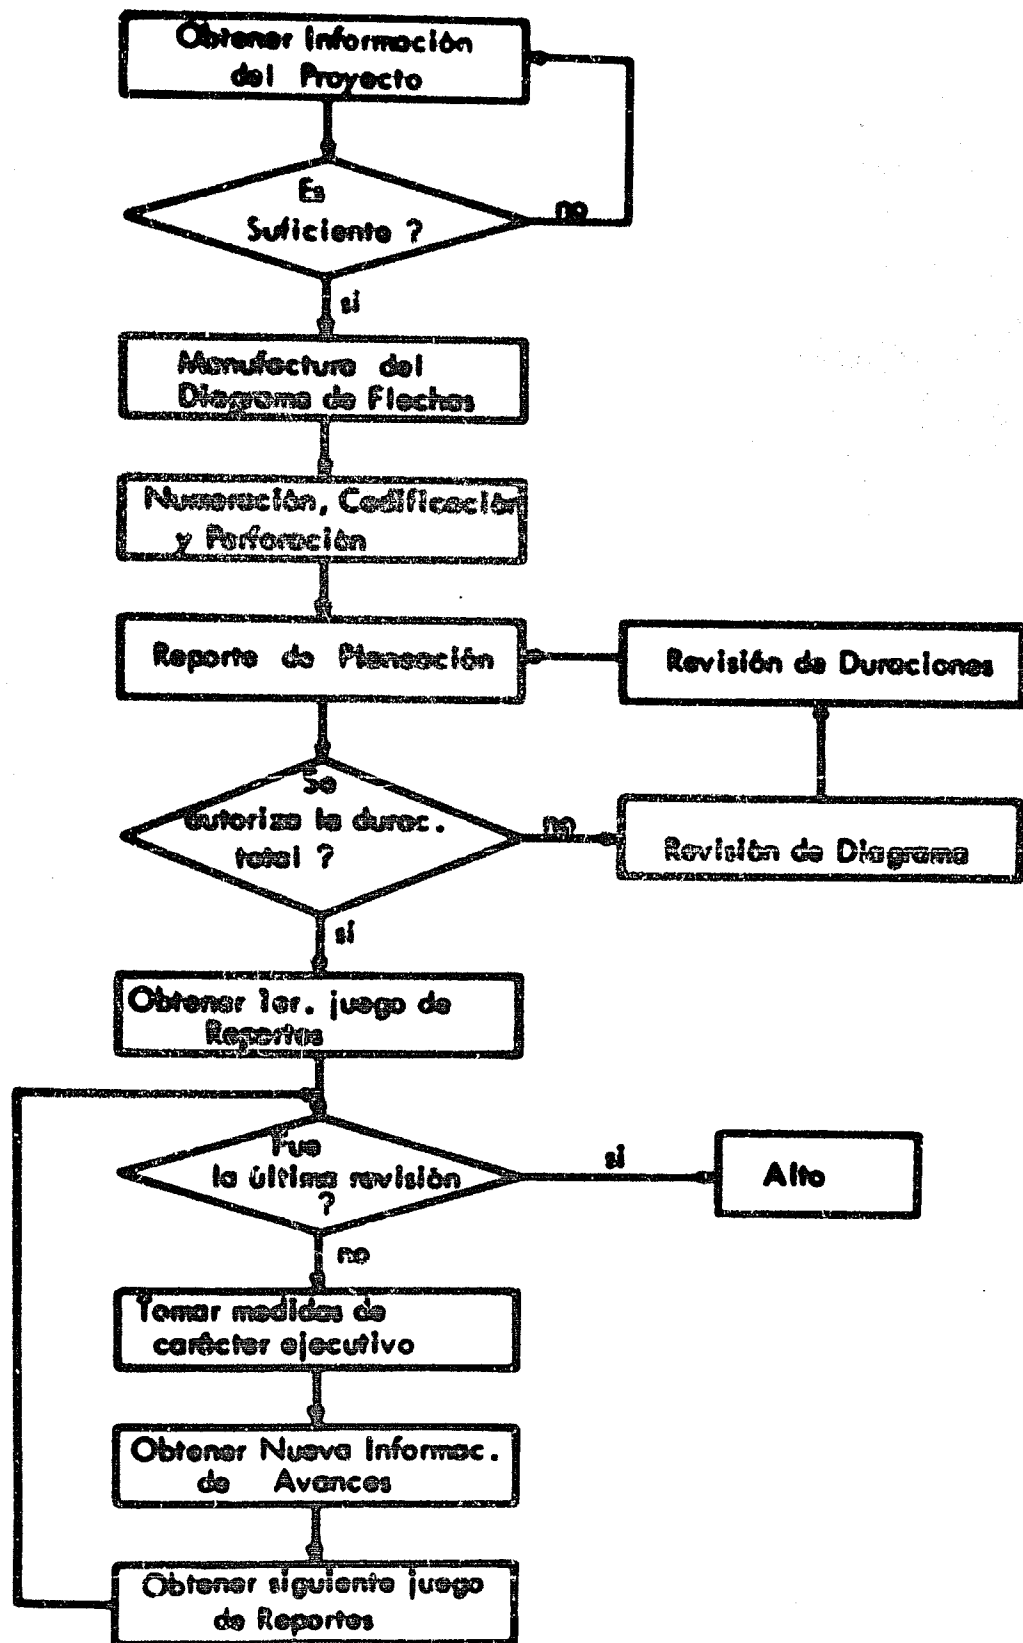 Obtener Información
del Proyecto
Es
Suficiente ?
no
si
Manufactura del
Diagrama de Flechas
Numeración, Codificación
y Perforación
Reporte de Planeación
Revisión de Duraciones
Se
autoriza la durac.
total ?
no
Revisión de Diagrama
si
Obtener 1er. juego de
Reportes
Fue
la última revisión
?
si
Alto
no
Tomar medidas de
carácter ejecutivo
Obtener Nueva Informac.
de Avances
Obtener siguiente juego
de Reportes